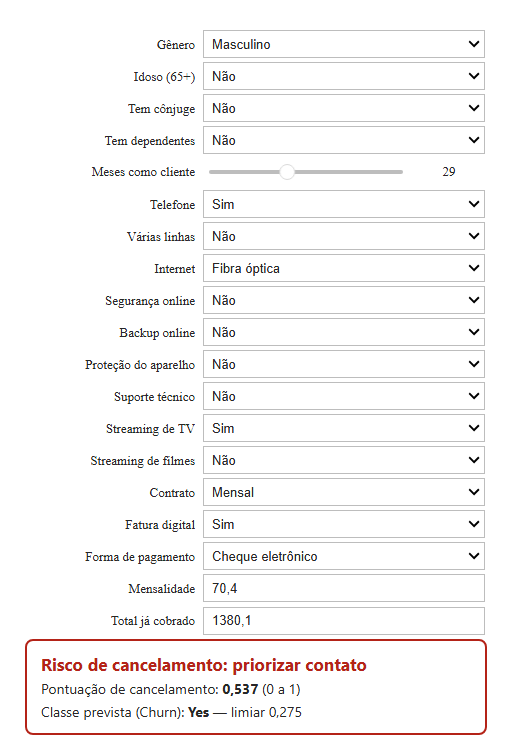 Gênero Masculino
Idoso (65+) Não
Tem cônjuge Não
Tem dependentes Não
Meses como cliente 29
Telefone Sim
Várias linhas Não
Internet Fibra óptica
Segurança online Não
Backup online Não
Proteção do aparelho Não
Suporte técnico Não
Streaming de TV Sim
Streaming de filmes Não
Contrato Mensal
Fatura digital Sim
Forma de pagamento Cheque eletrônico
Mensalidade 70,4
Total já cobrado 1380,1
Risco de cancelamento: priorizar contato
Pontuação de cancelamento: 0,537 (0 a 1)
Classe prevista (Churn): Yes — limiar 0,275